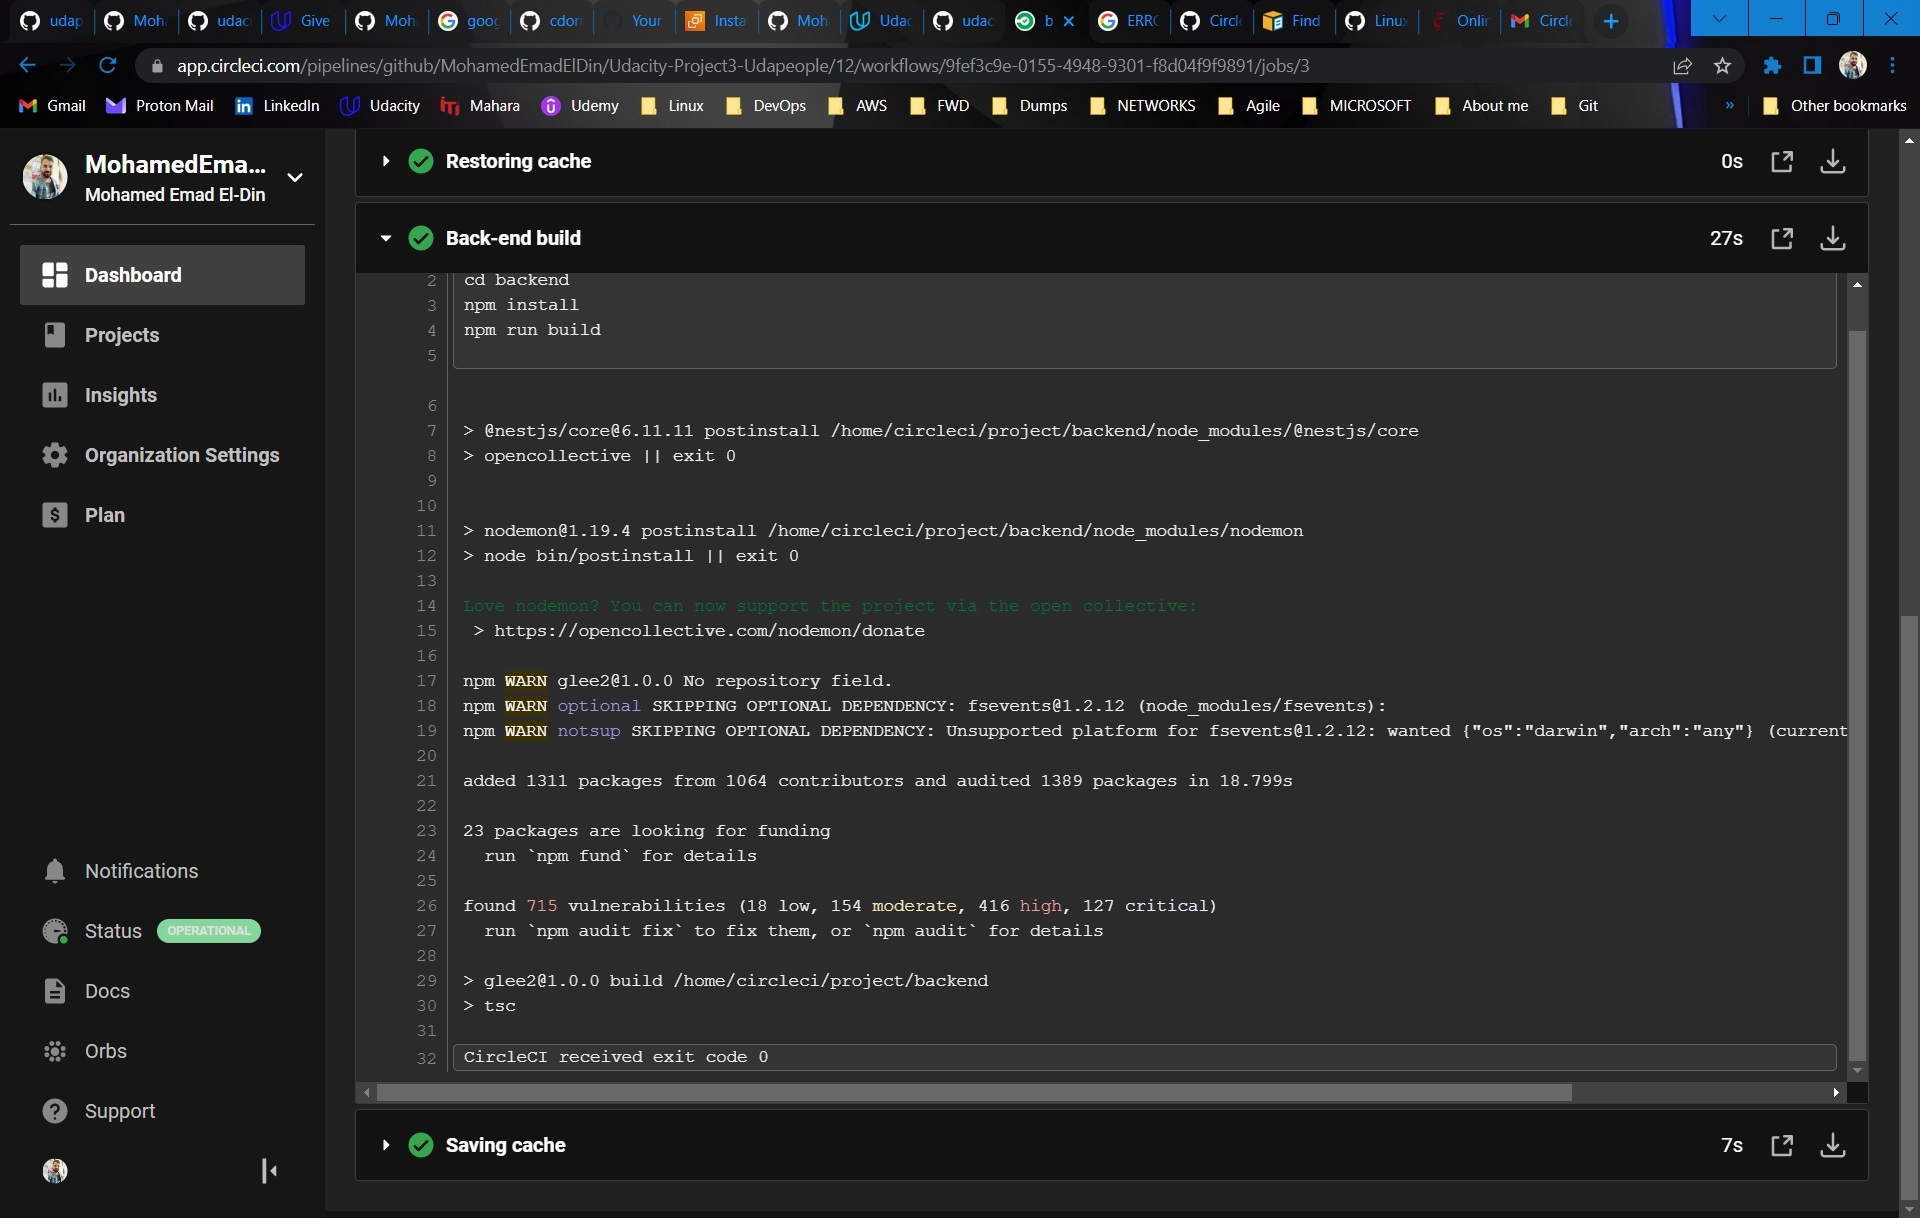 udap
Moh
udac
Give
Moh
goog
cdon
Your
Insta
Moh
Udac
udac
b
ERRO
Circl
Find
Linu
Onlin
Circl
app.circleci.com/pipelines/github/MohamedEmadElDin/Udacity-Project3-Udapeople/12/workflows/9fef3c9e-0155-4948-9301-f8d04f9f9891/jobs/3
Gmail
Proton Mail
LinkedIn
Udacity
Mahara
Udemy
Linux
DevOps
AWS
FWD
Dumps
NETWORKS
Agile
MICROSOFT
About me
Git
»
Other bookmarks
MohamedEma...
Mohamed Emad El-Din
Dashboard
Projects
Insights
Organization Settings
Plan
Notifications
Status OPERATIONAL
Docs
Orbs
Support
Restoring cache 0s
Back-end build 27s
2 cd backend
3 npm install
4 npm run build
5
6
7 > @nestjs/core@6.11.11 postinstall /home/circleci/project/backend/node_modules/@nestjs/core
8 > opencollective || exit 0
9
10
11 > nodemon@1.19.4 postinstall /home/circleci/project/backend/node_modules/nodemon
12 > node bin/postinstall || exit 0
13
14 Love nodemon? You can now support the project via the open collective:
15 > https://opencollective.com/nodemon/donate
16
17 npm WARN glee2@1.0.0 No repository field.
18 npm WARN optional SKIPPING OPTIONAL DEPENDENCY: fsevents@1.2.12 (node_modules/fsevents):
19 npm WARN notsup SKIPPING OPTIONAL DEPENDENCY: Unsupported platform for fsevents@1.2.12: wanted {"os":"darwin","arch":"any"} (current
20
21 added 1311 packages from 1064 contributors and audited 1389 packages in 18.799s
22
23 23 packages are looking for funding
24 run `npm fund` for details
25
26 found 715 vulnerabilities (18 low, 154 moderate, 416 high, 127 critical)
27 run `npm audit fix` to fix them, or `npm audit` for details
28
29 > glee2@1.0.0 build /home/circleci/project/backend
30 > tsc
31
32 CircleCI received exit code 0
Saving cache 7s